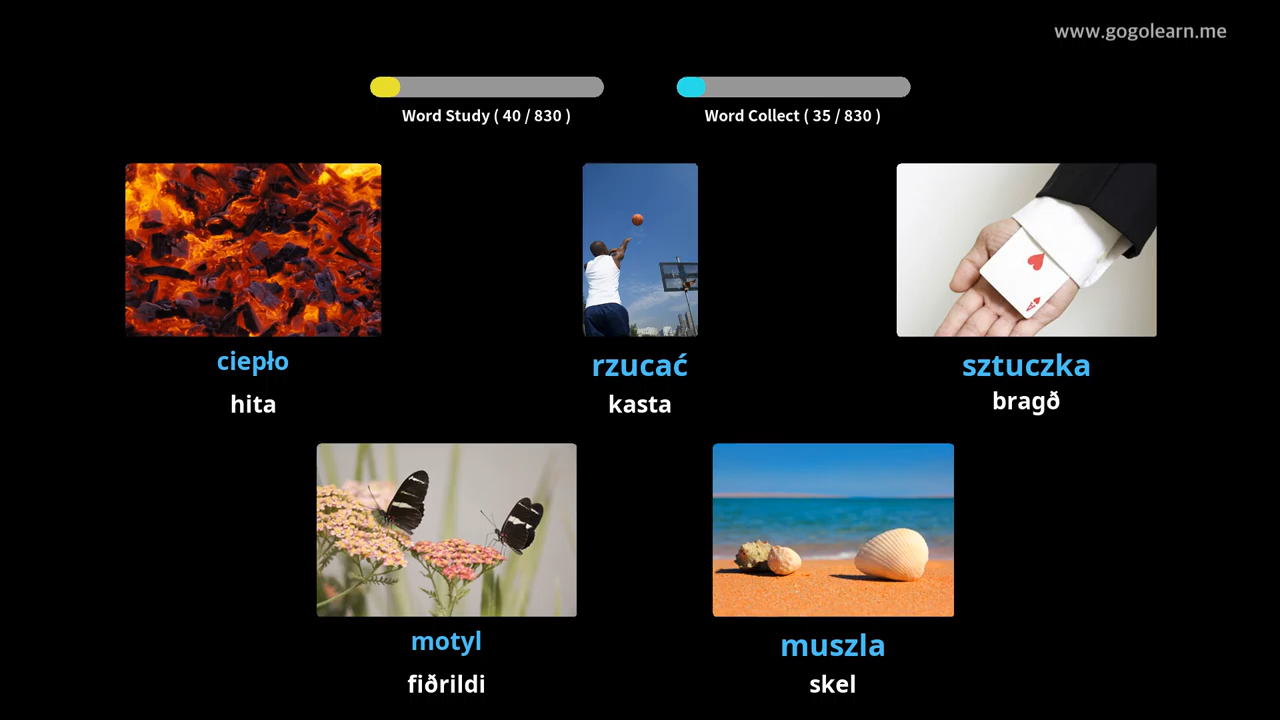 www.gogolearn.me
Word Study ( 40 / 830 )
Word Collect ( 35 / 830 )
ciepło
hita
rzucać
kasta
sztuczka
bragð
motyl
fiðrildi
muszla
skel